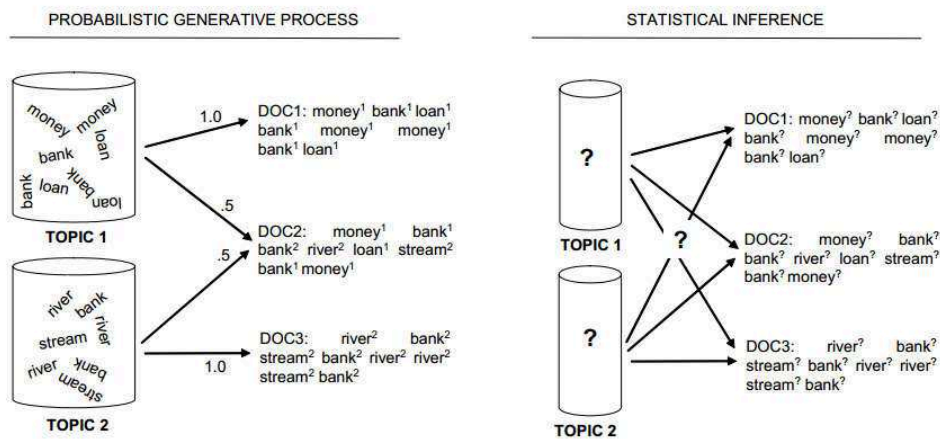 PROBABILISTIC GENERATIVE PROCESS
money
money
loan
bank
bank
loan
bank
loan
TOPIC 1
river
bank
river
stream
river
bank
stream
TOPIC 2
1.0
.5
.5
1.0
DOC1: money¹ bank¹ loan¹
bank¹ money¹ money¹
bank¹ loan¹
DOC2: money¹ bank¹
bank² river² loan¹ stream²
bank¹ money¹
DOC3: river² bank²
stream² bank² river² river²
stream² bank²
STATISTICAL INFERENCE
?
TOPIC 1
?
TOPIC 2
?
DOC1: money? bank? loan?
bank? money? money?
bank? loan?
DOC2: money? bank?
bank? river? loan? stream?
bank? money?
DOC3: river? bank?
stream? bank? river? river?
stream? bank?